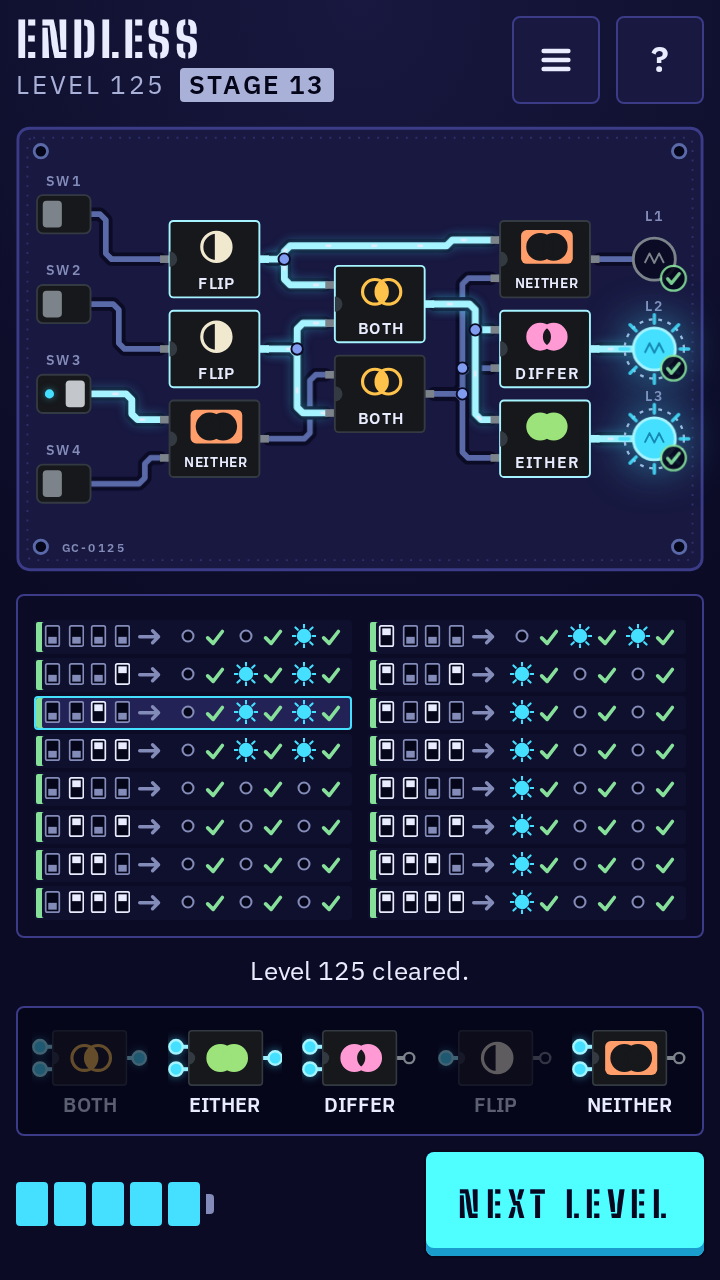 ENDLESS
LEVEL 125 STAGE 13
?
SW1
SW2
SW3
SW4
FLIP
FLIP
NEITHER
BOTH
BOTH
NEITHER
DIFFER
EITHER
L1
L2
L3
GC-0125
Level 125 cleared.
BOTH EITHER DIFFER FLIP NEITHER
NEXT LEVEL